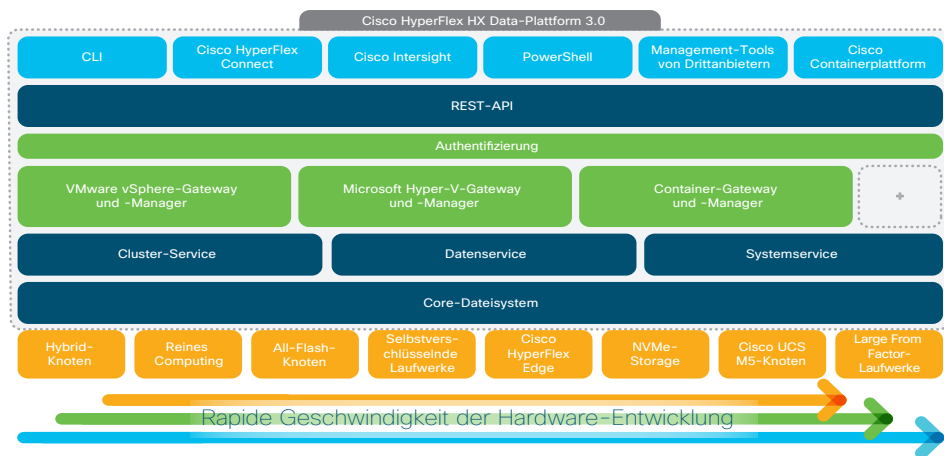 Cisco HyperFlex HX Data-Plattform 3.0
CLI
Cisco HyperFlex
Connect
Cisco Intersight
PowerShell
Management-Tools
von Drittanbietern
Cisco
Containerplattform
REST-API
Authentifizierung
VMware vSphere-Gateway
und -Manager
Microsoft Hyper-V-Gateway
und -Manager
Container-Gateway
und -Manager
+
Cluster-Service
Datenservice
Systemservice
Core-Dateisystem
Hybrid-
Knoten
Reines
Computing
All-Flash-
Knoten
Selbstvers-
chlüsselnde
Laufwerke
Cisco
HyperFlex
Edge
NVMe-
Storage
Cisco UCS
M5-Knoten
Large From
Factor-
Laufwerke
Rapide Geschwindigkeit der Hardware-Entwicklung